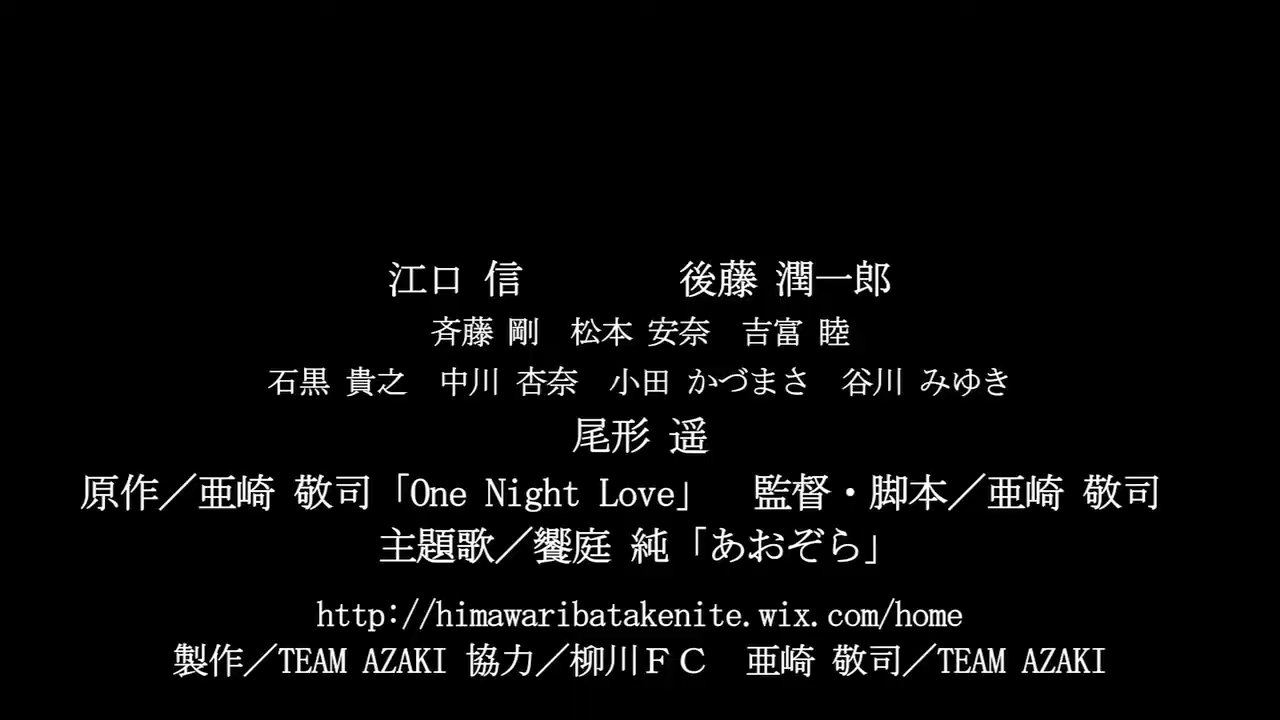 江口 信　　　　後藤 潤一郎
斉藤 剛　松本 安奈　吉富 睦
石黒 貴之　中川 杏奈　小田 かづまさ　谷川 みゆき
尾形 遥
原作／亜崎 敬司「One Night Love」　監督・脚本／亜崎 敬司
主題歌／饗庭 純「あおぞら」
http://himawaribatakenite.wix.com/home
製作／TEAM AZAKI 協力／柳川ＦＣ　亜崎 敬司／TEAM AZAKI